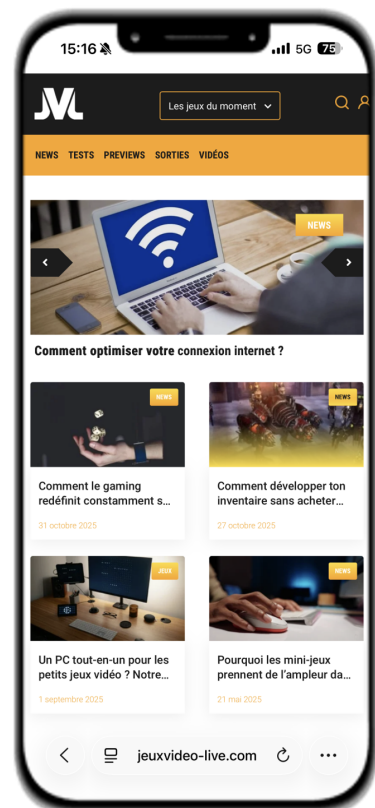 15:16
5G 75
JVL
Les jeux du moment
NEWS TESTS PREVIEWS SORTIES VIDÉOS
NEWS
Comment optimiser votre connexion internet ?
NEWS
Comment le gaming
redéfinit constamment s...
31 octobre 2025
NEWS
Comment développer ton
inventaire sans acheter...
27 octobre 2025
JEUX
Un PC tout-en-un pour les
petits jeux vidéo ? Notre...
1 septembre 2025
NEWS
Pourquoi les mini-jeux
prennent de l'ampleur da...
21 mai 2025
jeuxvideo-live.com